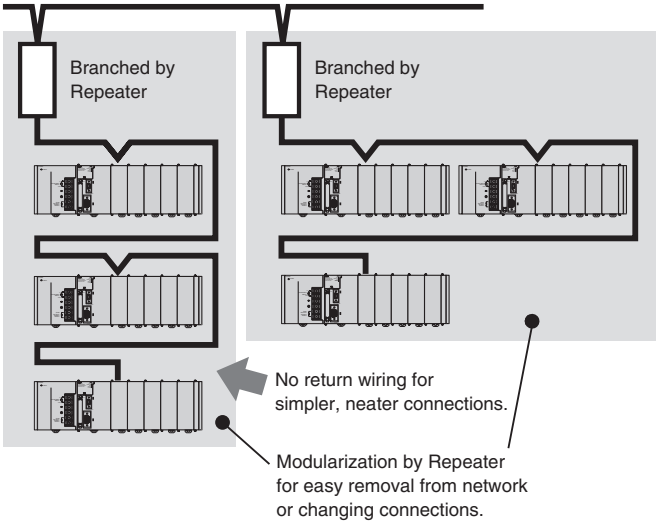 Branched by
Repeater
Branched by
Repeater
No return wiring for
simpler, neater connections.
Modularization by Repeater
for easy removal from network
or changing connections.